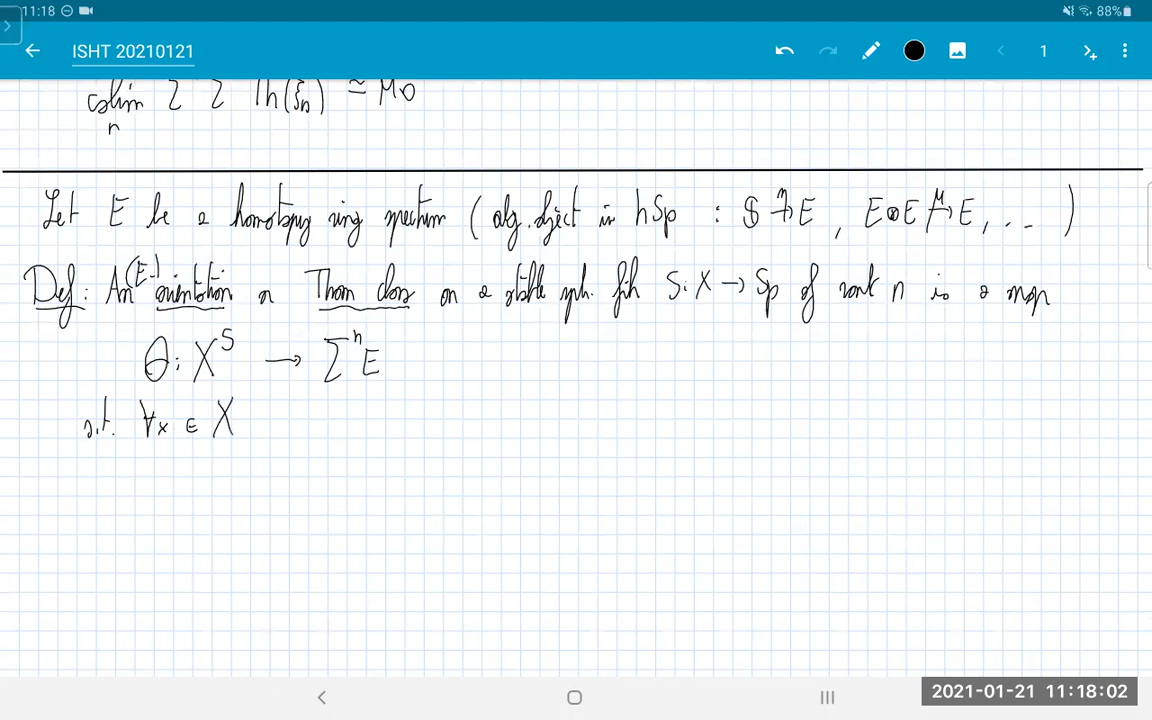 11:18 88%
ISHT 20210121 1
colim Σ Σ Th(ξn) ≃ MO
n
Let E be a homotopy ring spectrum (alg. object in hSp : 𝕊 →η E, E⊗E →μ E, ...)
Def: An (E-) orientation or Thom class on a stable sph. fib S: X → Sp of rank n is a map
θ: X^S → Σ^n E
s.t. ∀x ∈ X
2021-01-21 11:18:02